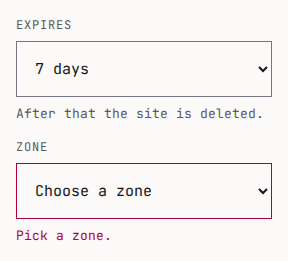 EXPIRES
7 days
After that the site is deleted.
ZONE
Choose a zone
Pick a zone.